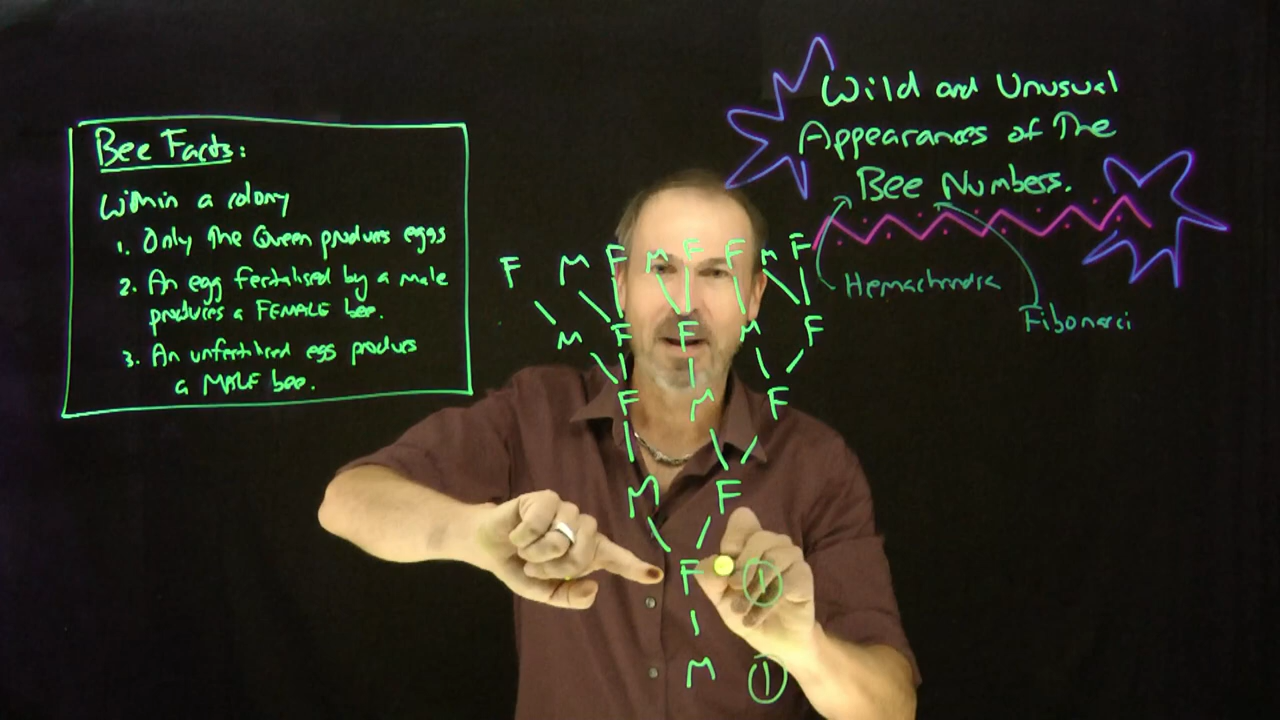 Bee Facts:
Within a colony
1. Only The Queen produces eggs
2. An egg fertilised by a male
produces a FEMALE bee.
3. An unfertilised egg produces
a MALE bee.
Wild and Unusual
Appearances of The
Bee Numbers.
Hemachandra
Fibonacci
F M F M F F M F
M F F M F
F M F
M F
F 1
M 1